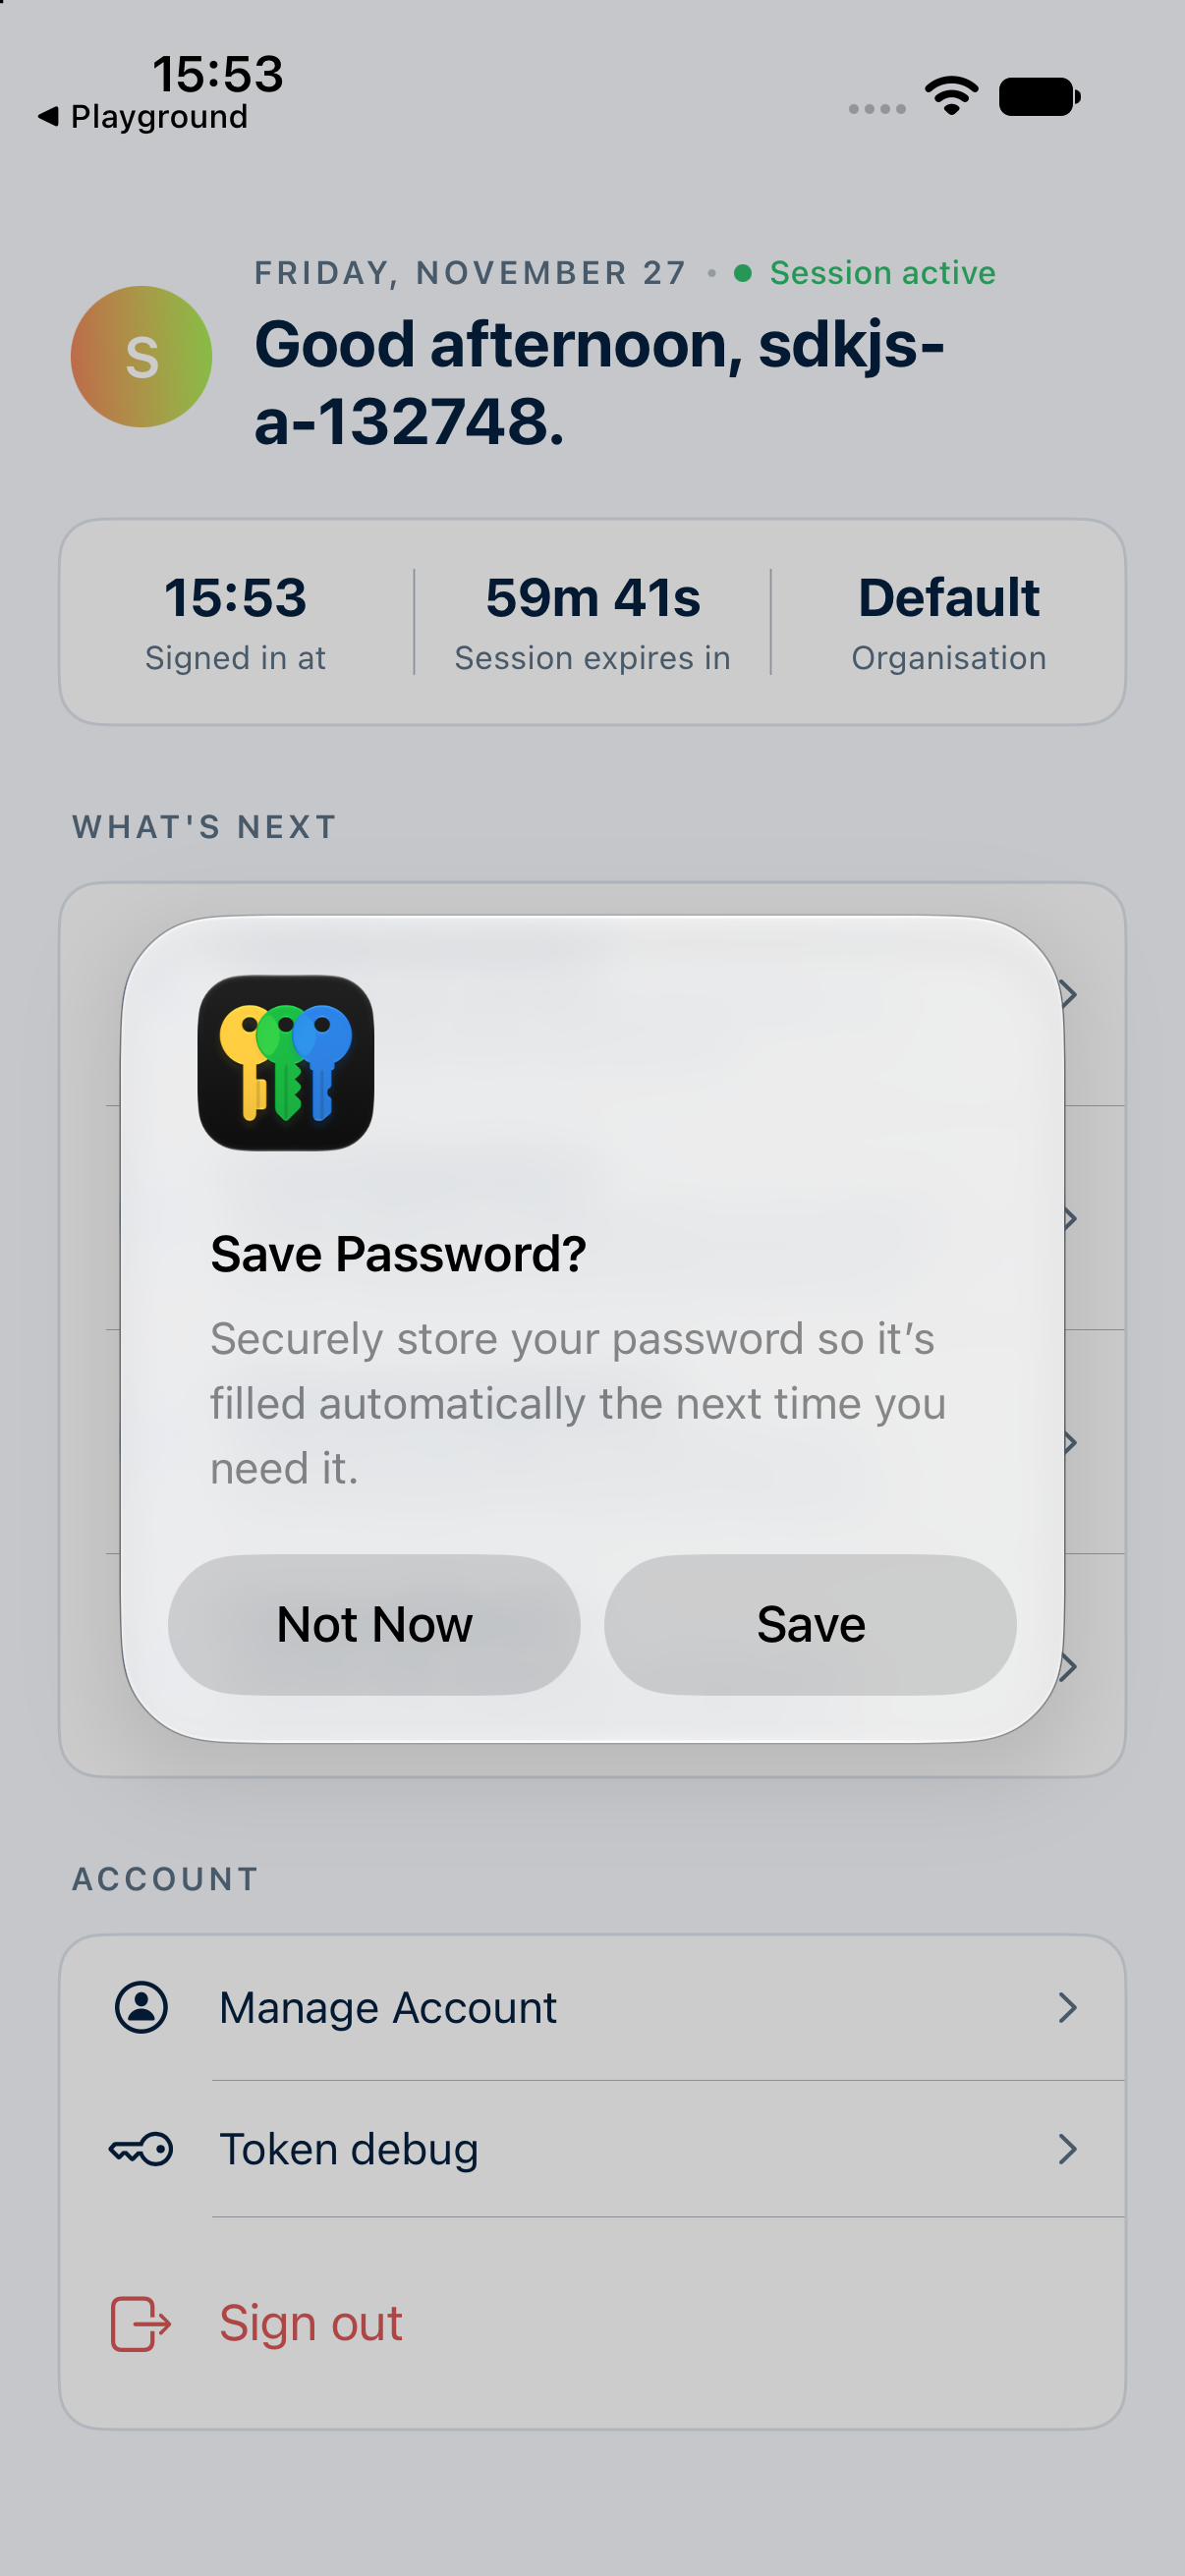 15:53
Playground
FRIDAY, NOVEMBER 27 • Session active
S
Good afternoon, sdkjs-
a-132748.
15:53
Signed in at
59m 41s
Session expires in
Default
Organisation
WHAT'S NEXT
Save Password?
Securely store your password so it’s
filled automatically the next time you
need it.
Not Now
Save
ACCOUNT
Manage Account
Token debug
Sign out